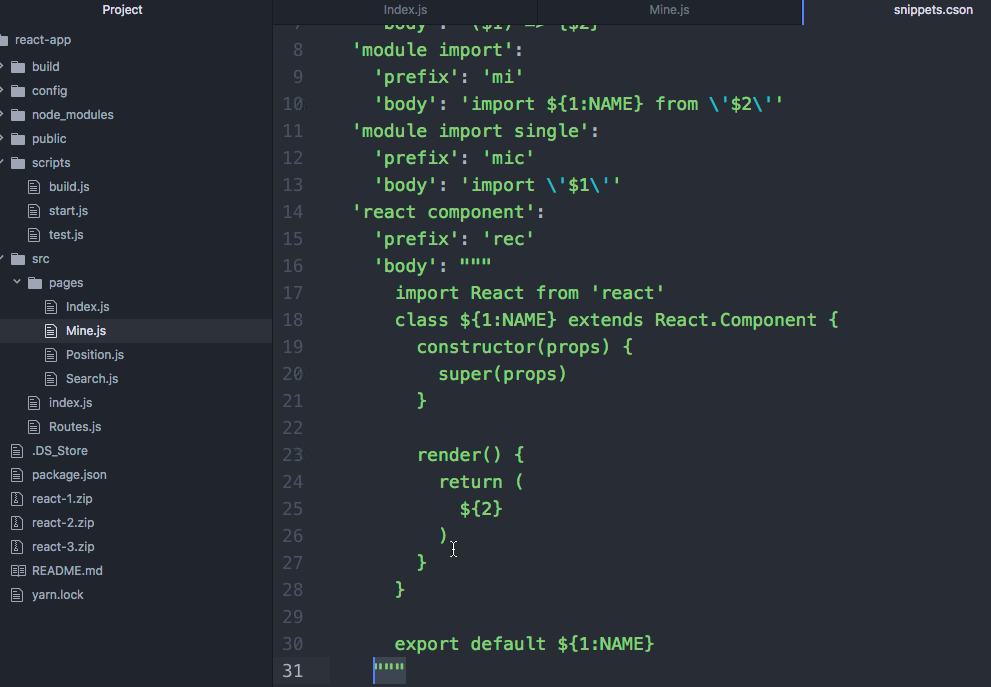 Project
react-app
build
config
node_modules
public
scripts
build.js
start.js
test.js
src
pages
Index.js
Mine.js
Position.js
Search.js
index.js
Routes.js
.DS_Store
package.json
react-1.zip
react-2.zip
react-3.zip
README.md
yarn.lock
Index.js
Mine.js
snippets.cson
8 'module import':
9 'prefix': 'mi'
10 'body': 'import ${1:NAME} from \'$2\''
11 'module import single':
12 'prefix': 'mic'
13 'body': 'import \'$1\''
14 'react component':
15 'prefix': 'rec'
16 'body': """
17 import React from 'react'
18 class ${1:NAME} extends React.Component {
19 constructor(props) {
20 super(props)
21 }
22
23 render() {
24 return (
25 ${2}
26 )
27 }
28 }
29
30 export default ${1:NAME}
31 """